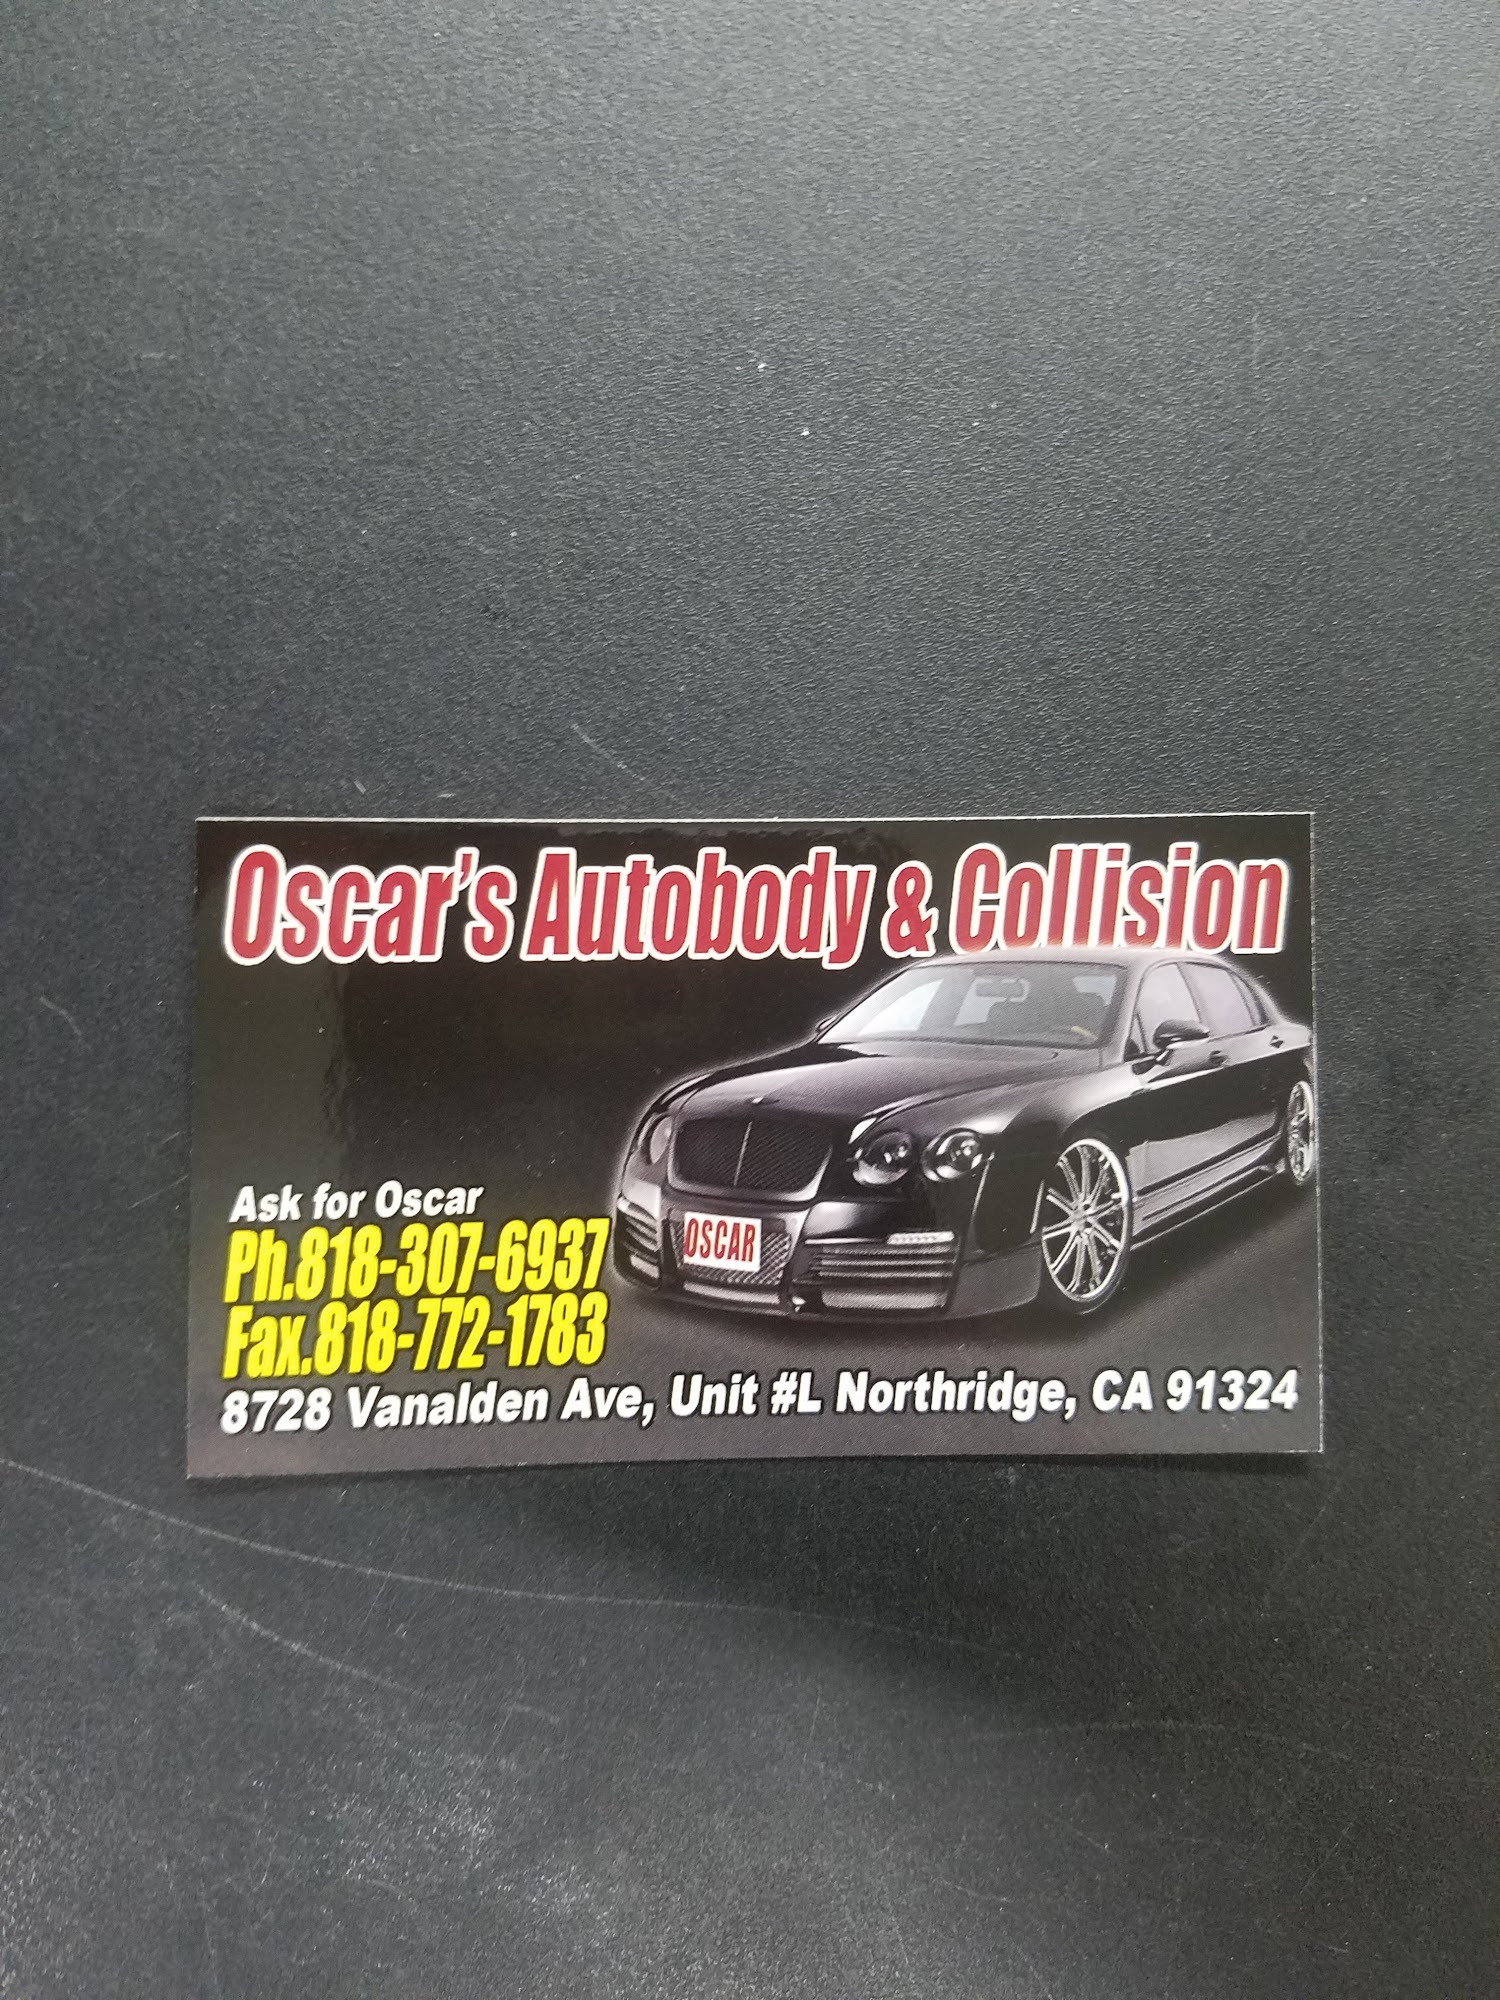 Oscar's Autobody & Collision
Ask for Oscar
Ph.818-307-6937
Fax.818-772-1783
OSCAR
8728 Vanalden Ave, Unit #L Northridge, CA 91324